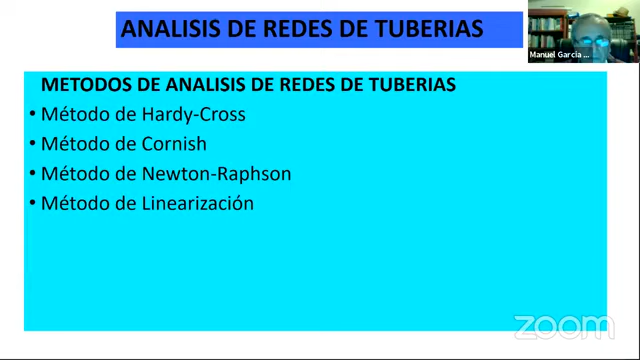 ANALISIS DE REDES DE TUBERIAS
Manuel Garcia ...
METODOS DE ANALISIS DE REDES DE TUBERIAS
• Método de Hardy-Cross
• Método de Cornish
• Método de Newton-Raphson
• Método de Linearización
zoom